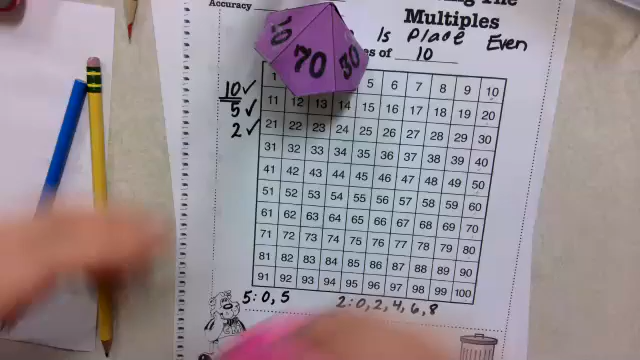 Accuracy
The
Multiples
Is Place Even
es of 10
70 30
10✓
5✓
2✓
1 5 6 7 8 9 10
11 12 13 14 15 16 17 18 19 20
21 22 23 24 25 26 27 28 29 30
31 32 33 34 35 36 37 38 39 40
41 42 43 44 45 46 47 48 49 50
51 52 53 54 55 56 57 58 59 60
61 62 63 64 65 66 67 68 69 70
71 72 73 74 75 76 77 78 79 80
81 82 83 84 85 86 87 88 89 90
91 92 93 94 95 96 97 98 99 100
5:0,5 2:0,2,4,6,8